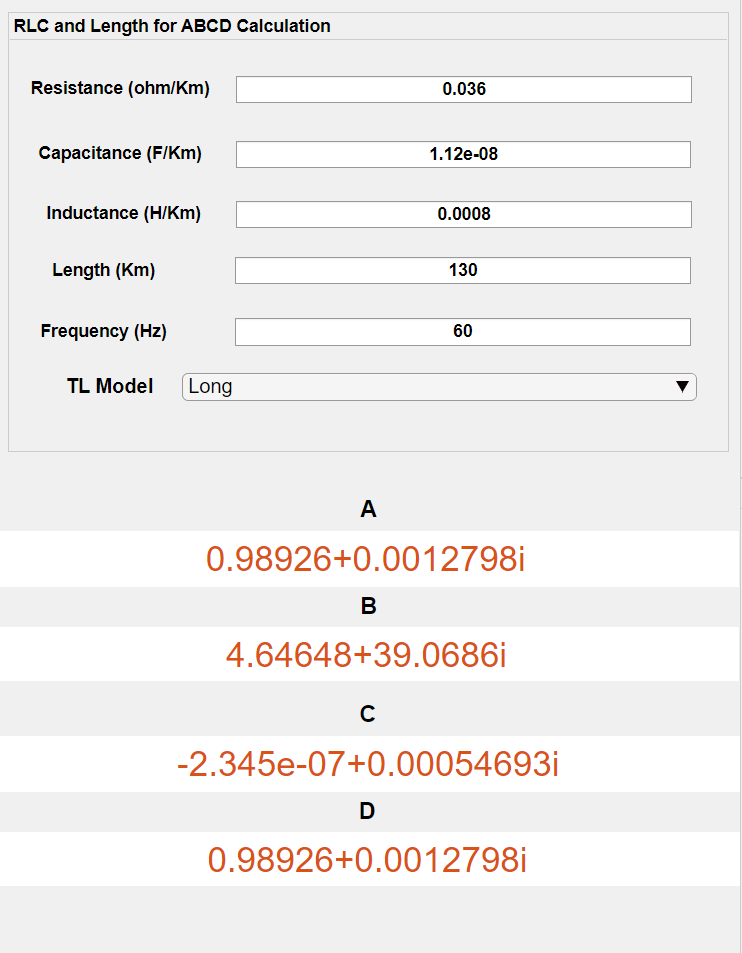 RLC and Length for ABCD Calculation
Resistance (ohm/Km) 0.036
Capacitance (F/Km) 1.12e-08
Inductance (H/Km) 0.0008
Length (Km) 130
Frequency (Hz) 60
TL Model Long
A
0.98926+0.0012798i
B
4.64648+39.0686i
C
-2.345e-07+0.00054693i
D
0.98926+0.0012798i